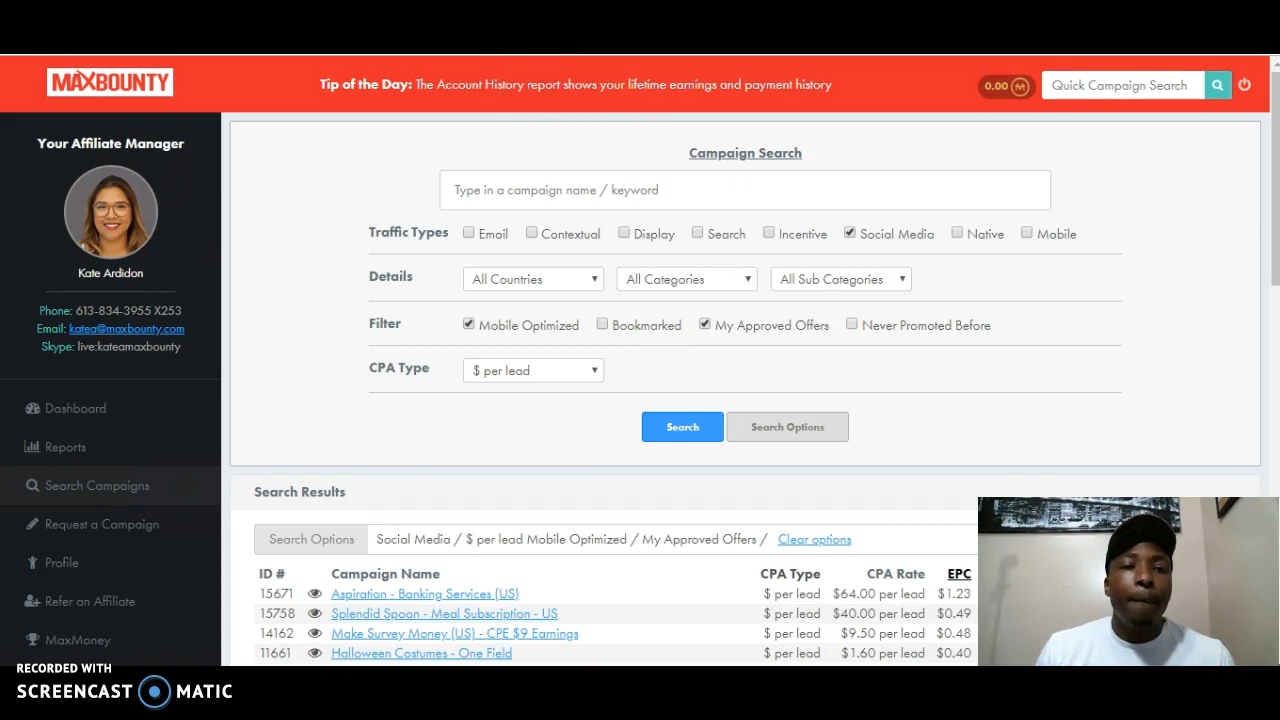 MAXBOUNTY
Tip of the Day: The Account History report shows your lifetime earnings and payment history
0.00
Quick Campaign Search
Your Affiliate Manager
Kate Ardidon
Phone: 613-834-3955 X253
Email: katea@maxbounty.com
Skype: live:kateamaxbounty
Dashboard
Reports
Search Campaigns
Request a Campaign
Profile
Refer an Affiliate
MaxMoney
Campaign Search
Type in a campaign name / keyword
Traffic Types Email Contextual Display Search Incentive Social Media Native Mobile
Details All Countries All Categories All Sub Categories
Filter Mobile Optimized Bookmarked My Approved Offers Never Promoted Before
CPA Type $ per lead
Search Search Options
Search Results
Search Options Social Media / $ per lead Mobile Optimized / My Approved Offers / Clear options
ID # Campaign Name CPA Type CPA Rate EPC
15671 Aspiration - Banking Services (US) $ per lead $64.00 per lead $1.23
15758 Splendid Spoon - Meal Subscription - US $ per lead $40.00 per lead $0.49
14162 Make Survey Money (US) - CPE $9 Earnings $ per lead $9.50 per lead $0.48
11661 Halloween Costumes - One Field $ per lead $1.60 per lead $0.40
RECORDED WITH
SCREENCAST MATIC